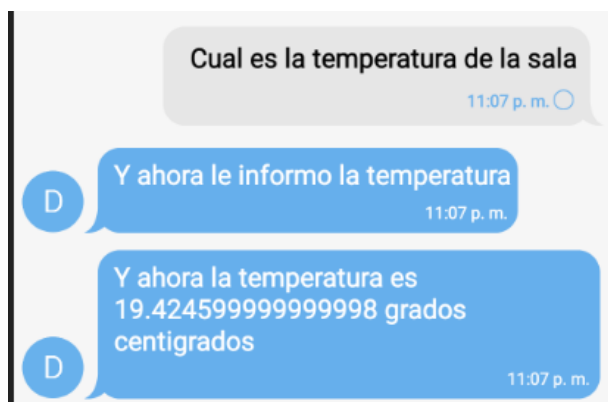 Cual es la temperatura de la sala
11:07 p. m.
Y ahora le informo la temperatura
D
11:07 p. m.
Y ahora la temperatura es
19.424599999999998 grados
centigrados
D
11:07 p. m.